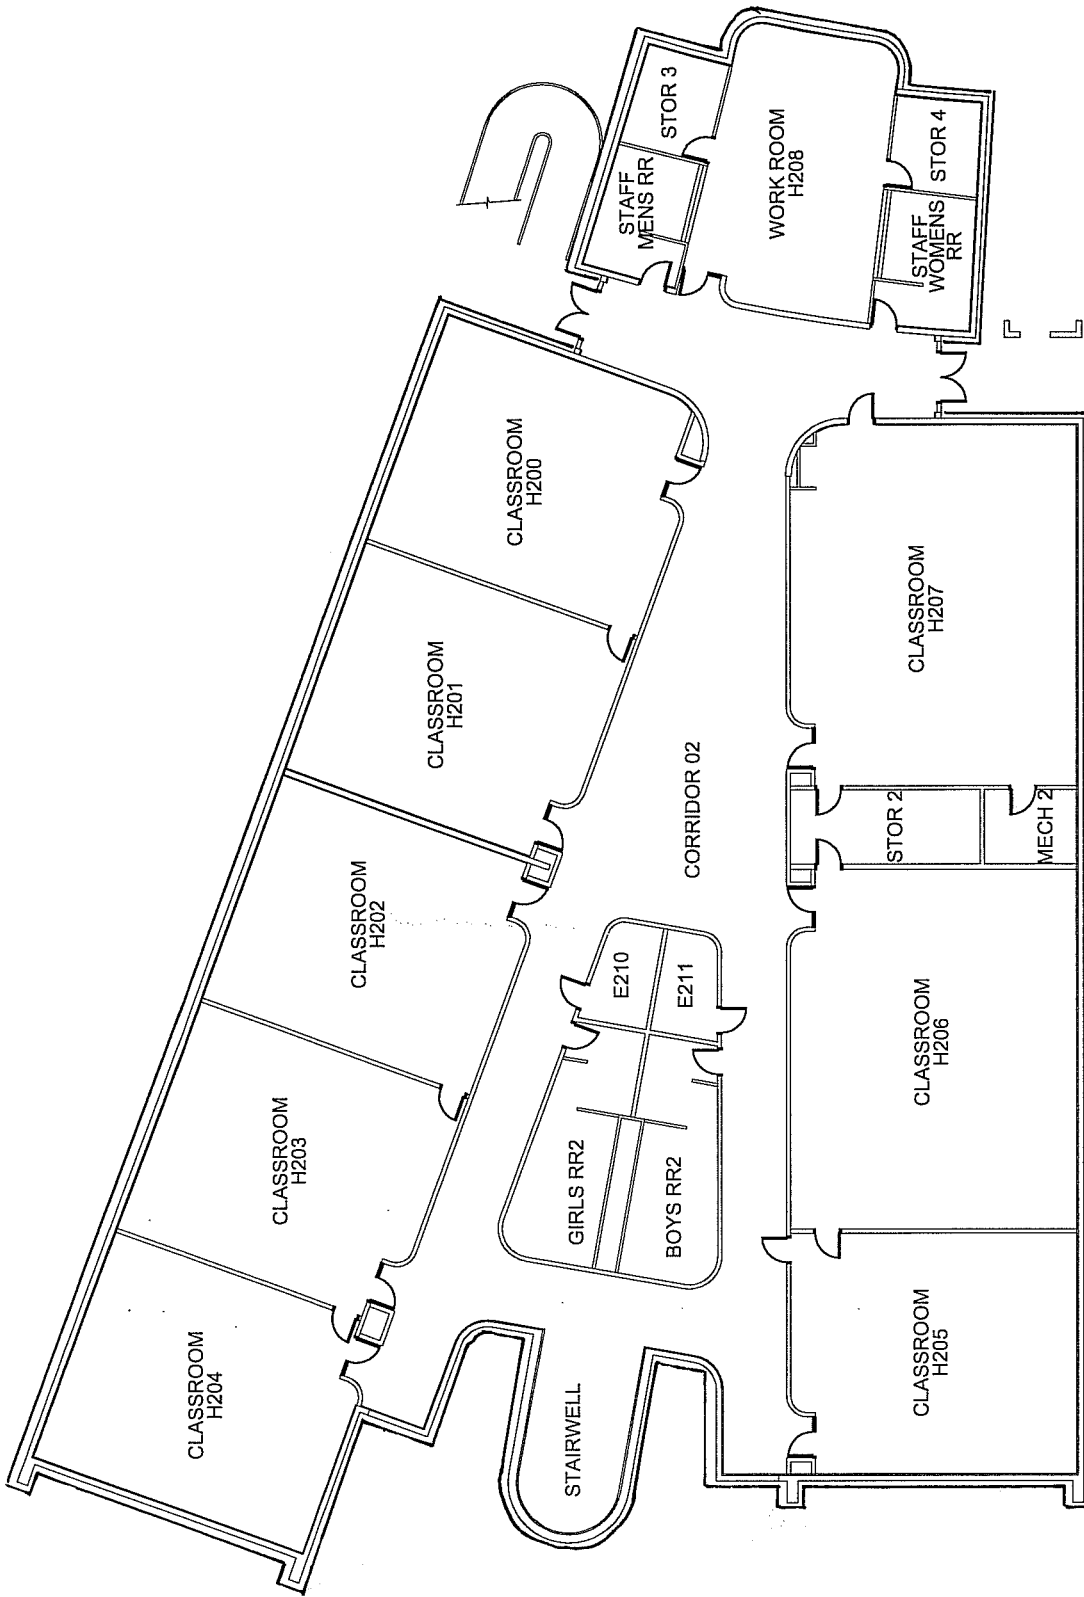 STOR 3
STAFF
MENS RR
WORK ROOM
H208
STOR 4
STAFF
WOMENS
RR
CLASSROOM
H200
CLASSROOM
H201
CLASSROOM
H202
CLASSROOM
H203
CLASSROOM
H204
CORRIDOR 02
E210
E211
GIRLS RR2
BOYS RR2
STAIRWELL
CLASSROOM
H207
STOR 2
MECH 2
CLASSROOM
H206
CLASSROOM
H205